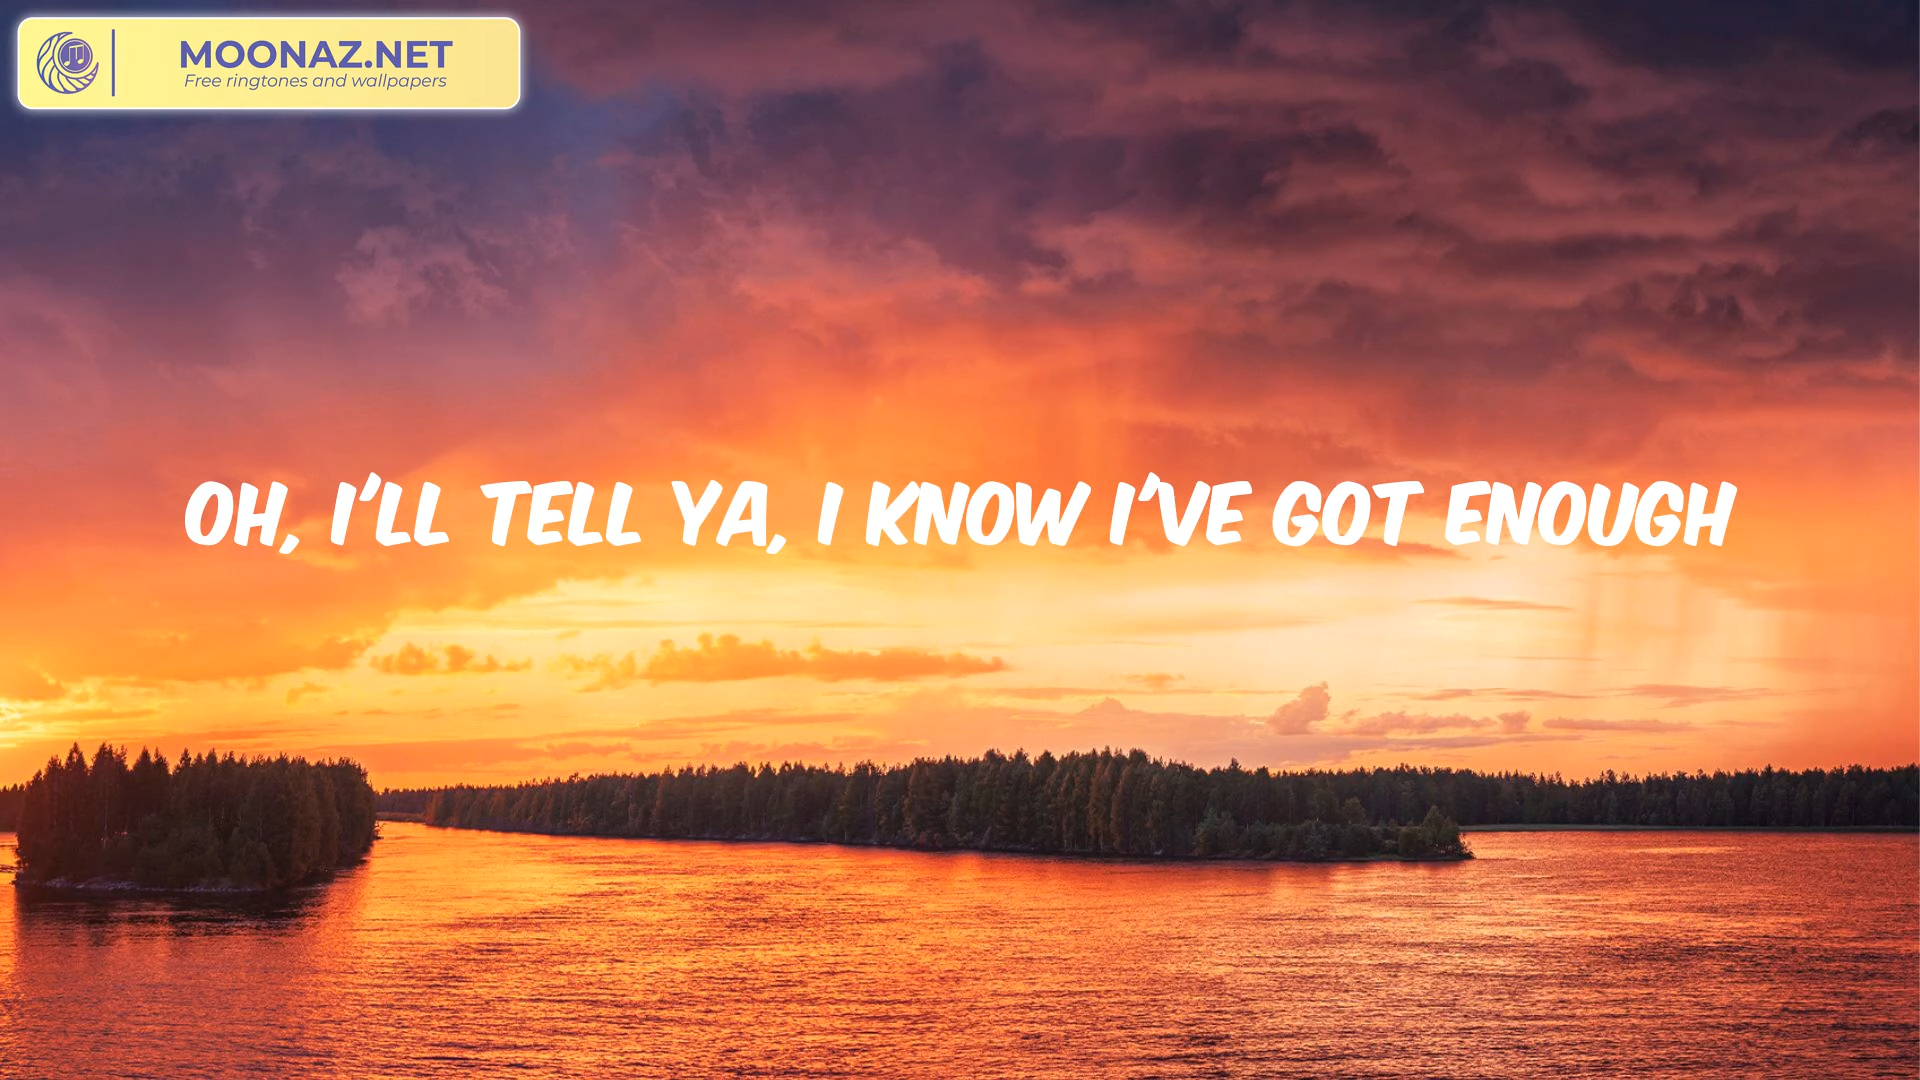 MOONAZ.NET
Free ringtones and wallpapers
OH, I'LL TELL YA, I KNOW I'VE GOT ENOUGH